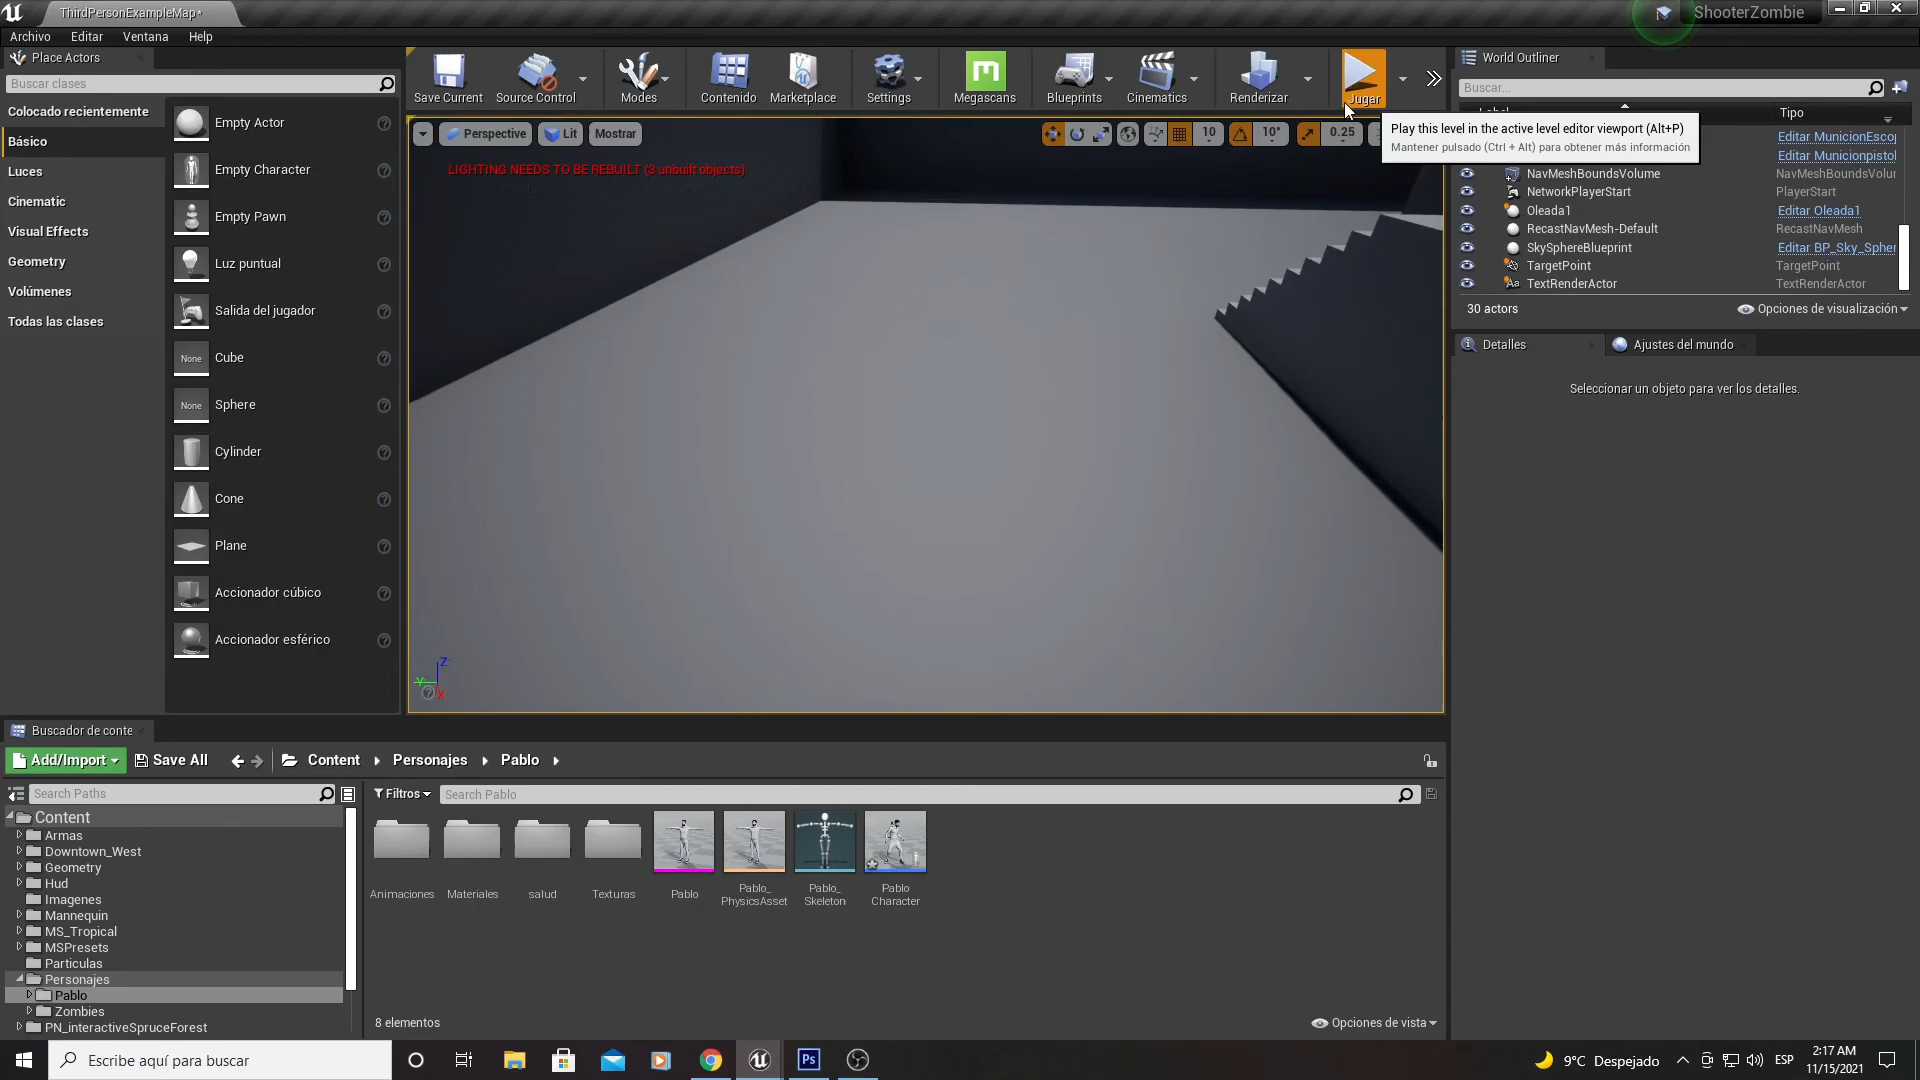 ThirdPersonExampleMap*
ShooterZombie
Archivo Editar Ventana Help
Place Actors
Buscar clases
Colocado recientemente
Básico
Luces
Cinematic
Visual Effects
Geometry
Volúmenes
Todas las clases
Empty Actor
Empty Character
Empty Pawn
Luz puntual
Salida del jugador
None Cube
None Sphere
Cylinder
Cone
Plane
Accionador cúbico
Accionador esférico
Save Current Source Control Modes Contenido Marketplace Settings Megascans Blueprints Cinematics Renderizar Jugar
Perspective Lit Mostrar 10 10° 0.25
LIGHTING NEEDS TO BE REBUILT (3 unbuilt objects)
Z
Y
X
Play this level in the active level editor viewport (Alt+P)
Mantener pulsado (Ctrl + Alt) para obtener más información
World Outliner
Buscar...
Tipo
Editar MunicionEscop
Editar Municionpistol
NavMeshBoundsVolume NavMeshBoundsVolur
NetworkPlayerStart PlayerStart
Oleada1 Editar Oleada1
RecastNavMesh-Default RecastNavMesh
SkySphereBlueprint Editar BP_Sky_Spher
TargetPoint TargetPoint
TextRenderActor TextRenderActor
30 actors Opciones de visualización
Detalles Ajustes del mundo
Seleccionar un objeto para ver los detalles.
Buscador de conte
Add/Import Save All Content Personajes Pablo
Search Paths
Filtros Search Pablo
Content
Armas
Downtown_West
Geometry
Hud
Imagenes
Mannequin
MS_Tropical
MSPresets
Particulas
Personajes
Pablo
Zombies
PN_interactiveSpruceForest
Animaciones
Materiales
salud
Texturas
Pablo
Pablo_
PhysicsAsset
Pablo_
Skeleton
Pablo
Character
8 elementos Opciones de vista
Escribe aquí para buscar
Ps
9°C Despejado
ESP
2:17 AM
11/15/2021